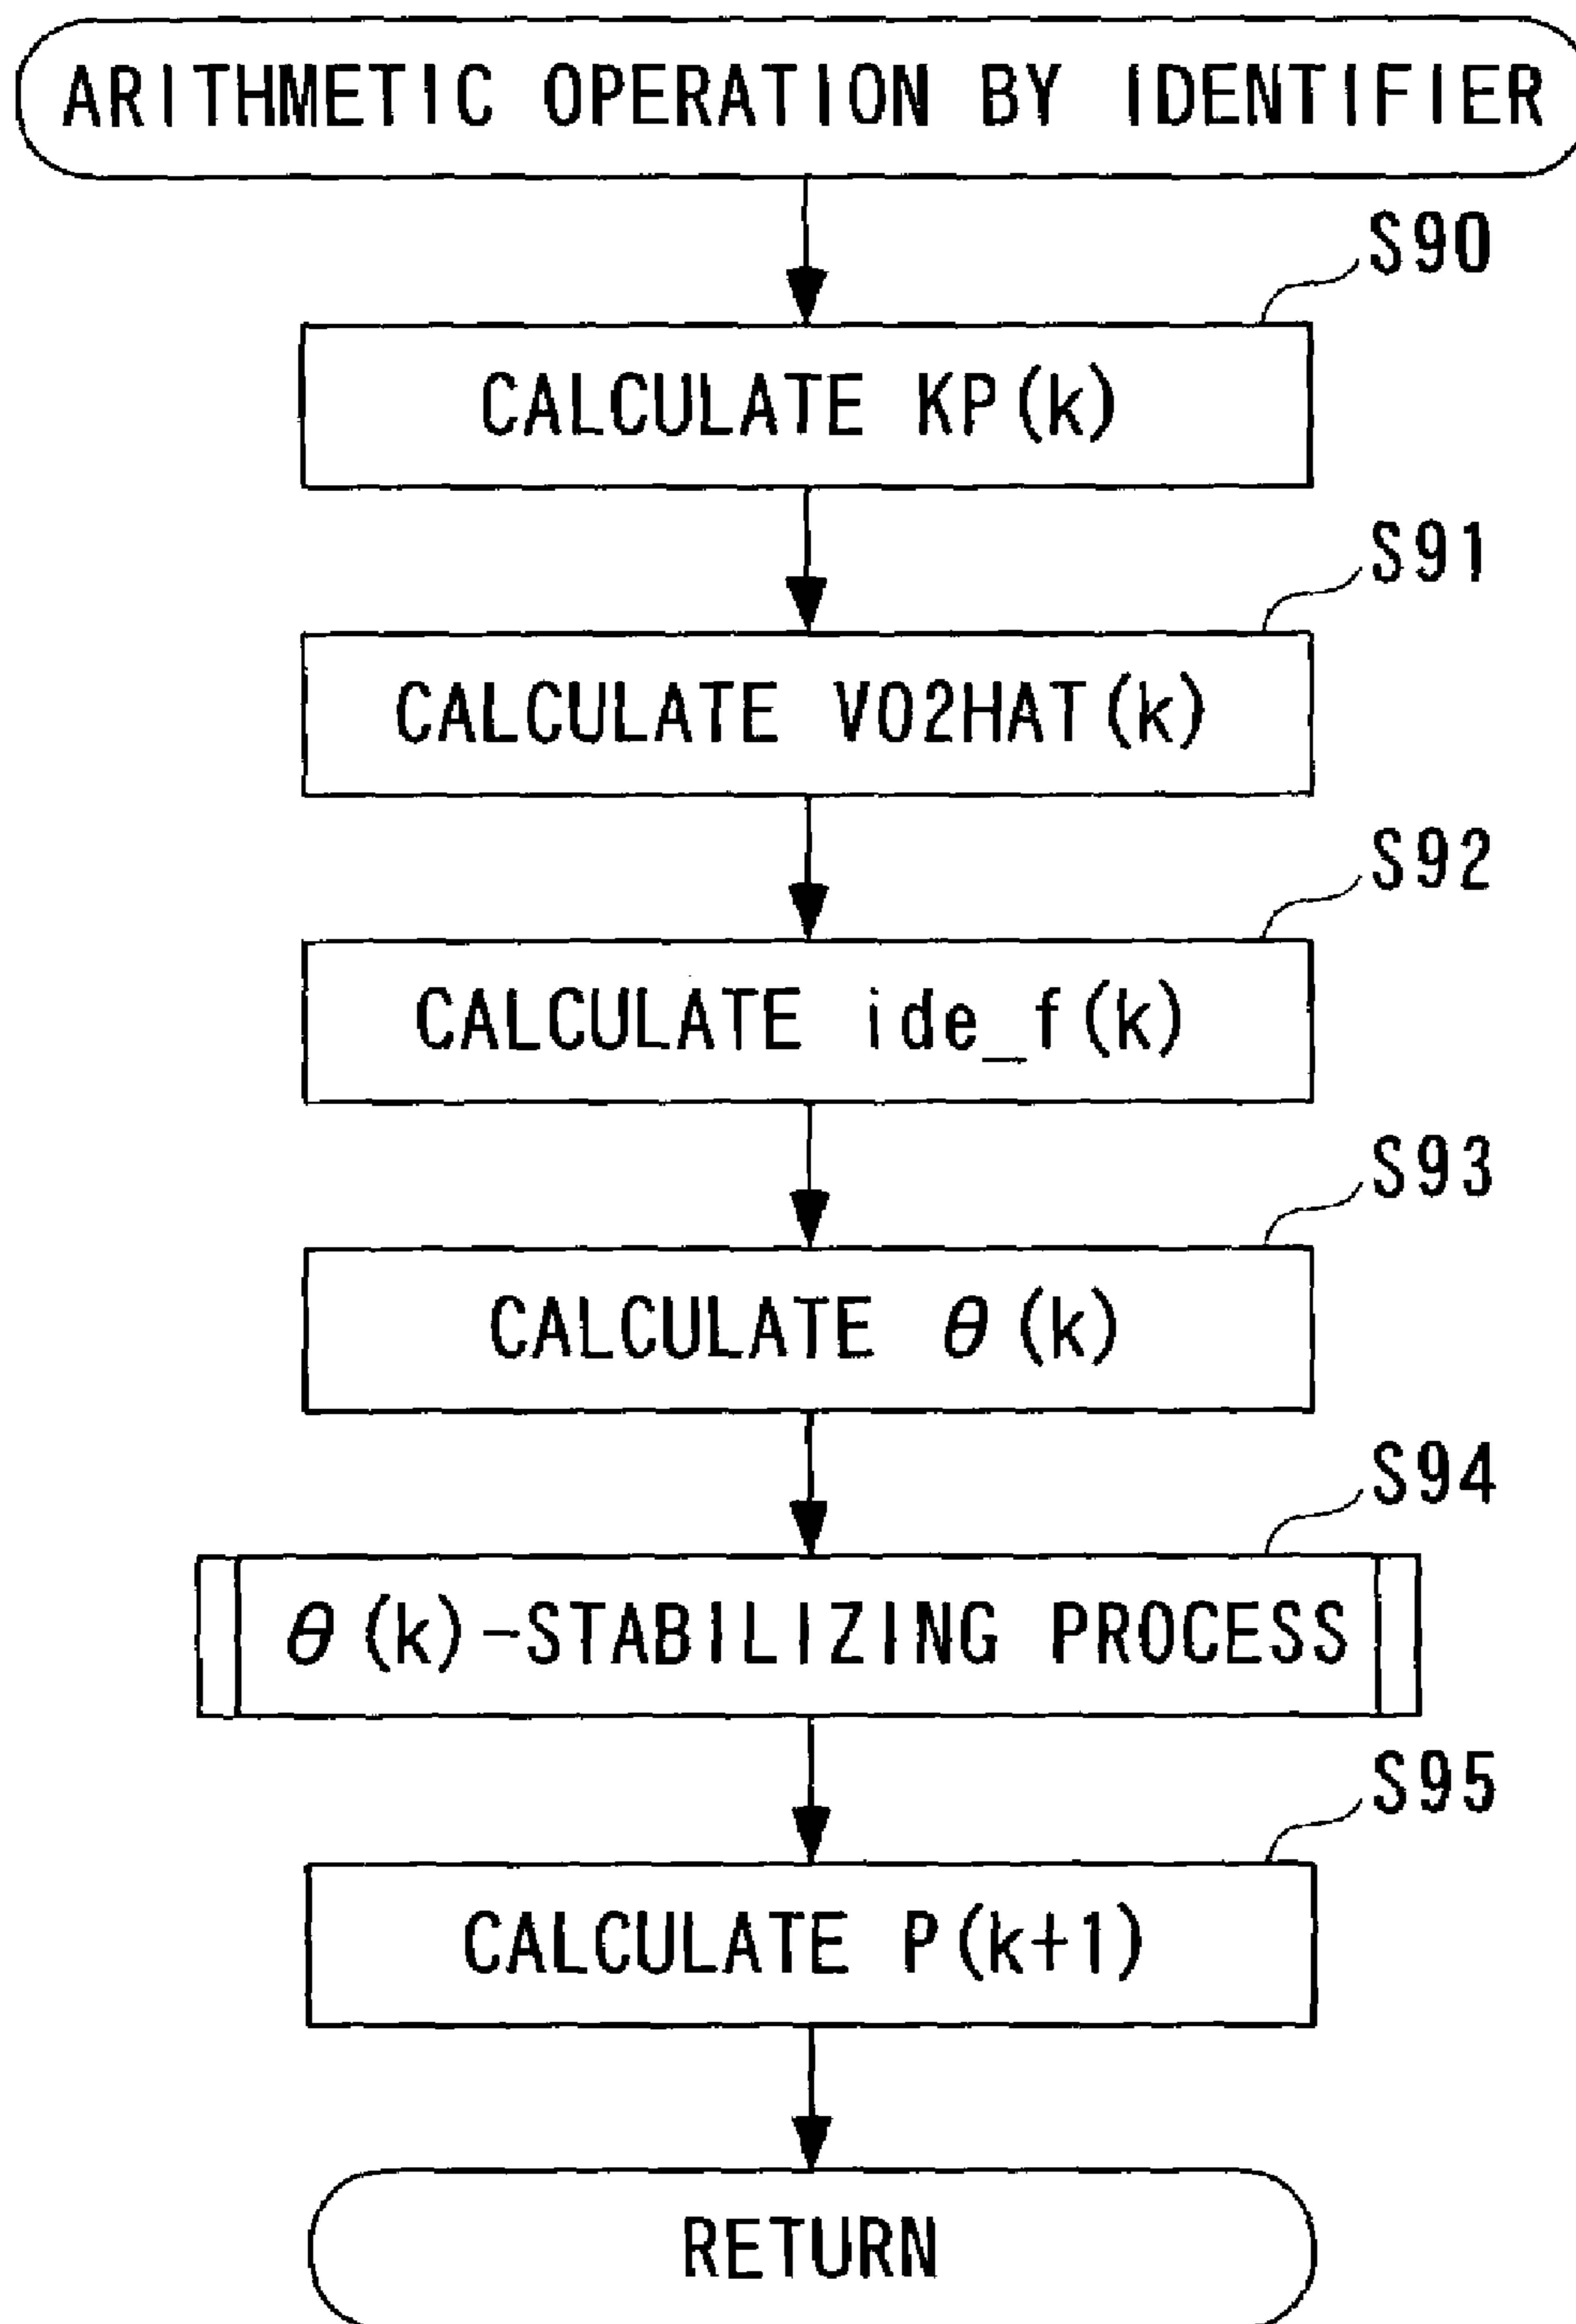 ARITHMETIC OPERATION BY IDENTIFIER
S90
CALCULATE KP(k)
S91
CALCULATE VO2HAT(k)
S92
CALCULATE ide_f(k)
S93
CALCULATE θ(k)
S94
θ(k)-STABILIZING PROCESS
S95
CALCULATE P(k+1)
RETURN